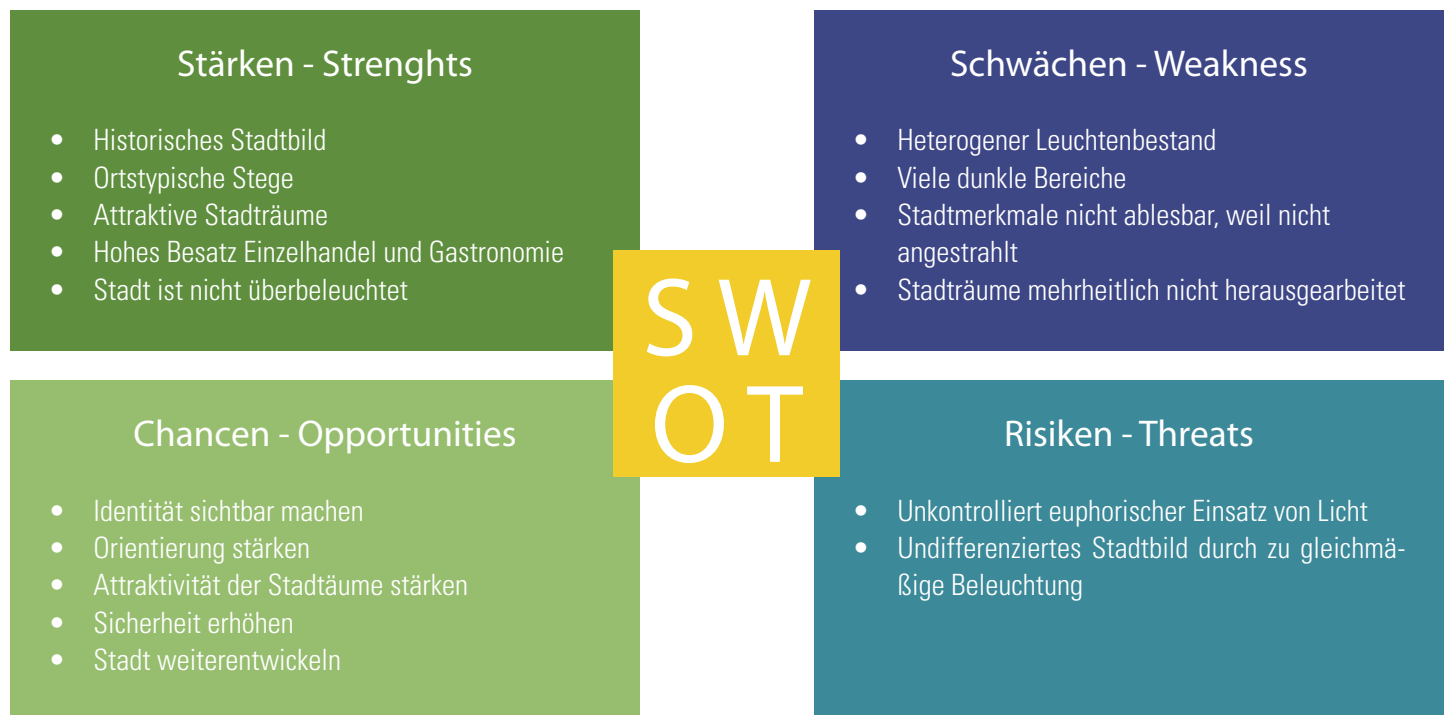 Stärken - Strenghts
• Historisches Stadtbild
• Ortstypische Stege
• Attraktive Stadträume
• Hohes Besatz Einzelhandel und Gastronomie
• Stadt ist nicht überbeleuchtet
Schwächen - Weakness
• Heterogener Leuchtenbestand
• Viele dunkle Bereiche
• Stadtmerkmale nicht ablesbar, weil nicht
angestrahlt
• Stadträume mehrheitlich nicht herausgearbeitet
S W
O T
Chancen - Opportunities
• Identität sichtbar machen
• Orientierung stärken
• Attraktivität der Stadtäume stärken
• Sicherheit erhöhen
• Stadt weiterentwickeln
Risiken - Threats
• Unkontrolliert euphorischer Einsatz von Licht
• Undifferenziertes Stadtbild durch zu gleichmä-
ßige Beleuchtung